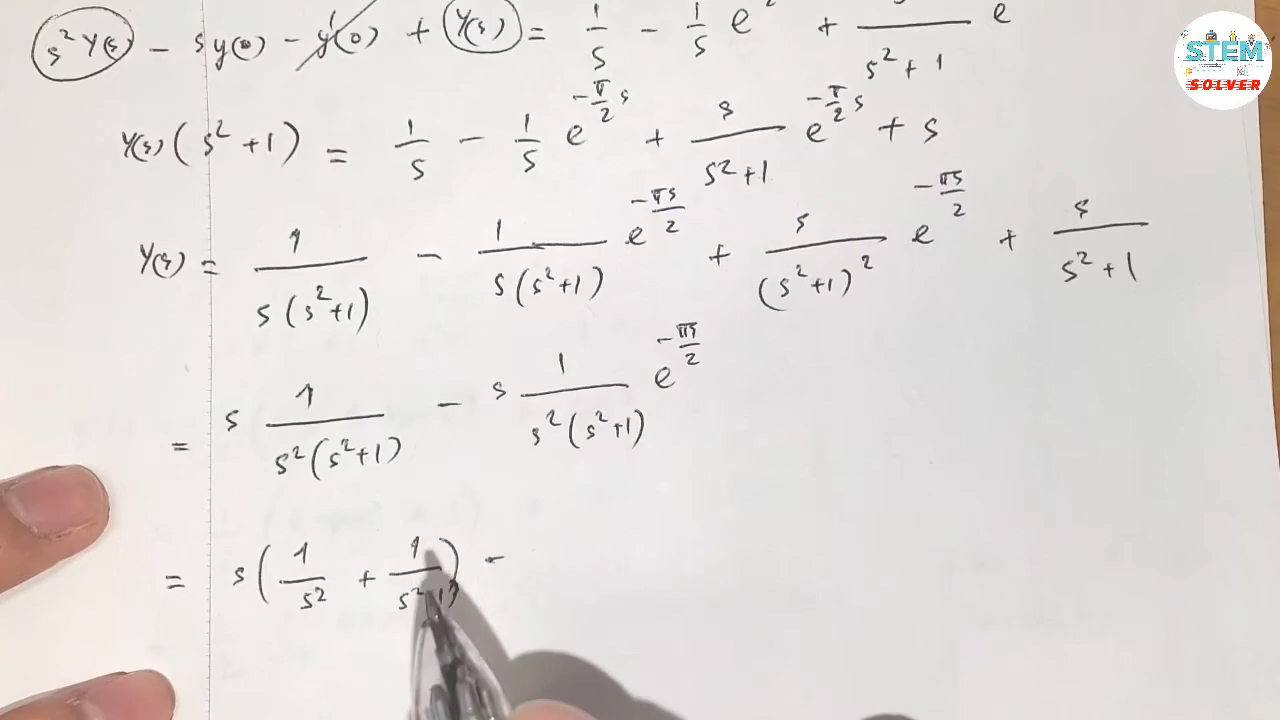 s²Y(s) - sy(0) - y'(0) + Y(s) = 1/s - 1/s e + s/(s²+1) e
Y(s)(s²+1) = 1/s - 1/s e^(-π/2 s) + s/(s²+1) e^(-π/2 s) + s
Y(s) = 1/(s(s²+1)) - 1/(s(s²+1)) e^(-πs/2) + s/(s²+1)² e^(-πs/2) + s/(s²+1)
= s 1/(s²(s²+1)) - s 1/(s²(s²+1)) e^(-πs/2)
= s(1/s² + 1/(s²+1)) -
STEM
SOLVER